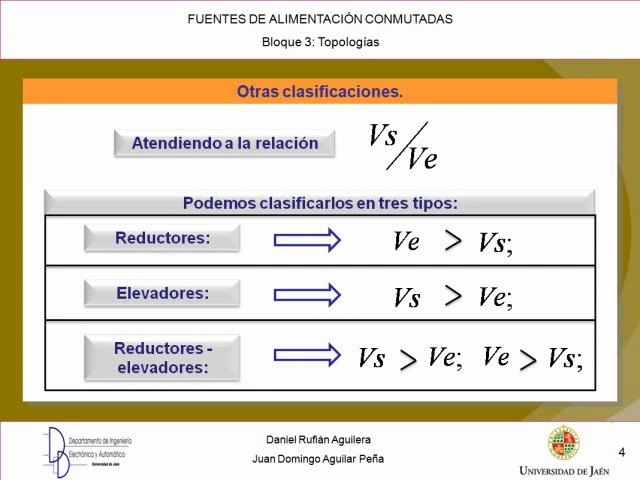 FUENTES DE ALIMENTACIÓN CONMUTADAS
Bloque 3: Topologías
Otras clasificaciones.
Atendiendo a la relación Vs/Ve
Podemos clasificarlos en tres tipos:
Reductores: Ve > Vs;
Elevadores: Vs > Ve;
Reductores -
elevadores: Vs > Ve; Ve > Vs;
Departamento de Ingeniería
Electrónica y Automática
Universidad de Jaén
Daniel Rufián Aguilera
Juan Domingo Aguilar Peña
UNIVERSIDAD DE JAÉN
4